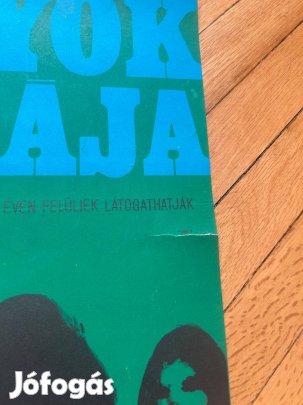 YOK
ÁJA
ÉVEN FELÜLIEK LÁTOGATHATJÁK
Jófogás